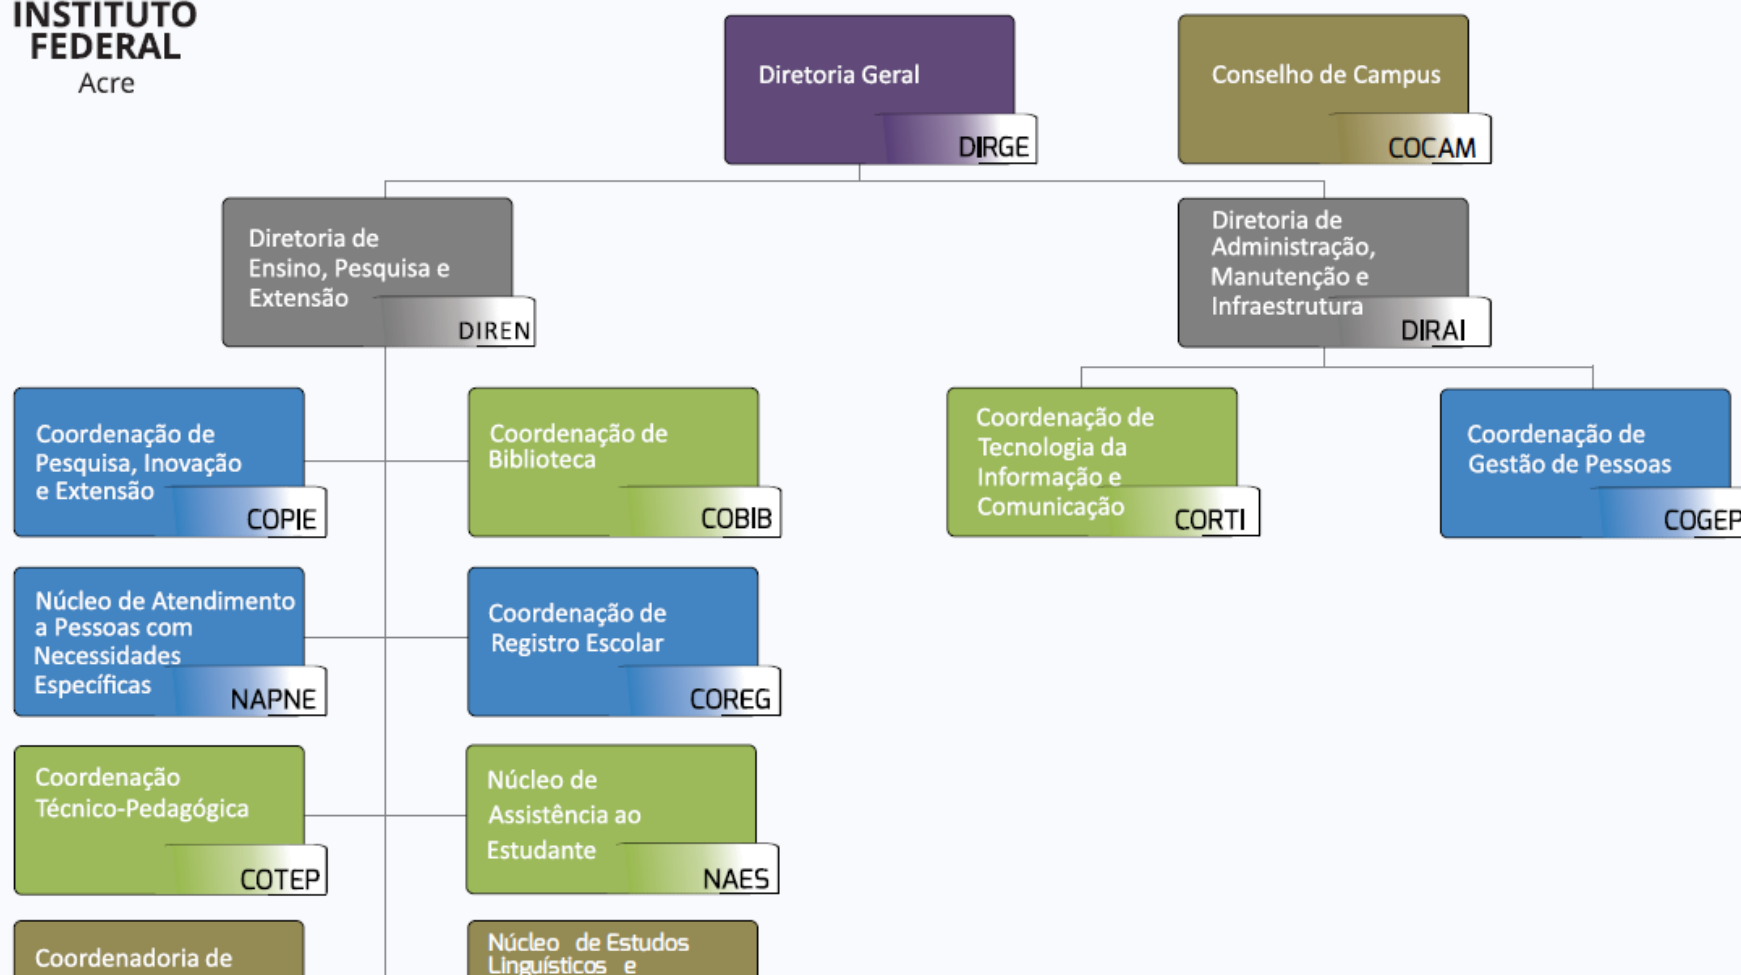 INSTITUTO
FEDERAL
Acre
Diretoria Geral
DIRGE
Conselho de Campus
COCAM
Diretoria de
Ensino, Pesquisa e
Extensão
DIREN
Diretoria de
Administração,
Manutenção e
Infraestrutura
DIRAI
Coordenação de
Pesquisa, Inovação
e Extensão
COPIE
Coordenação de
Biblioteca
COBIB
Coordenação de
Tecnologia da
Informação e
Comunicação
CORTI
Coordenação de
Gestão de Pessoas
COGEP
Núcleo de Atendimento
a Pessoas com
Necessidades
Específicas
NAPNE
Coordenação de
Registro Escolar
COREG
Coordenação
Técnico-Pedagógica
COTEP
Núcleo de
Assistência ao
Estudante
NAES
Coordenadoria de
Núcleo de Estudos
Linguísticos e